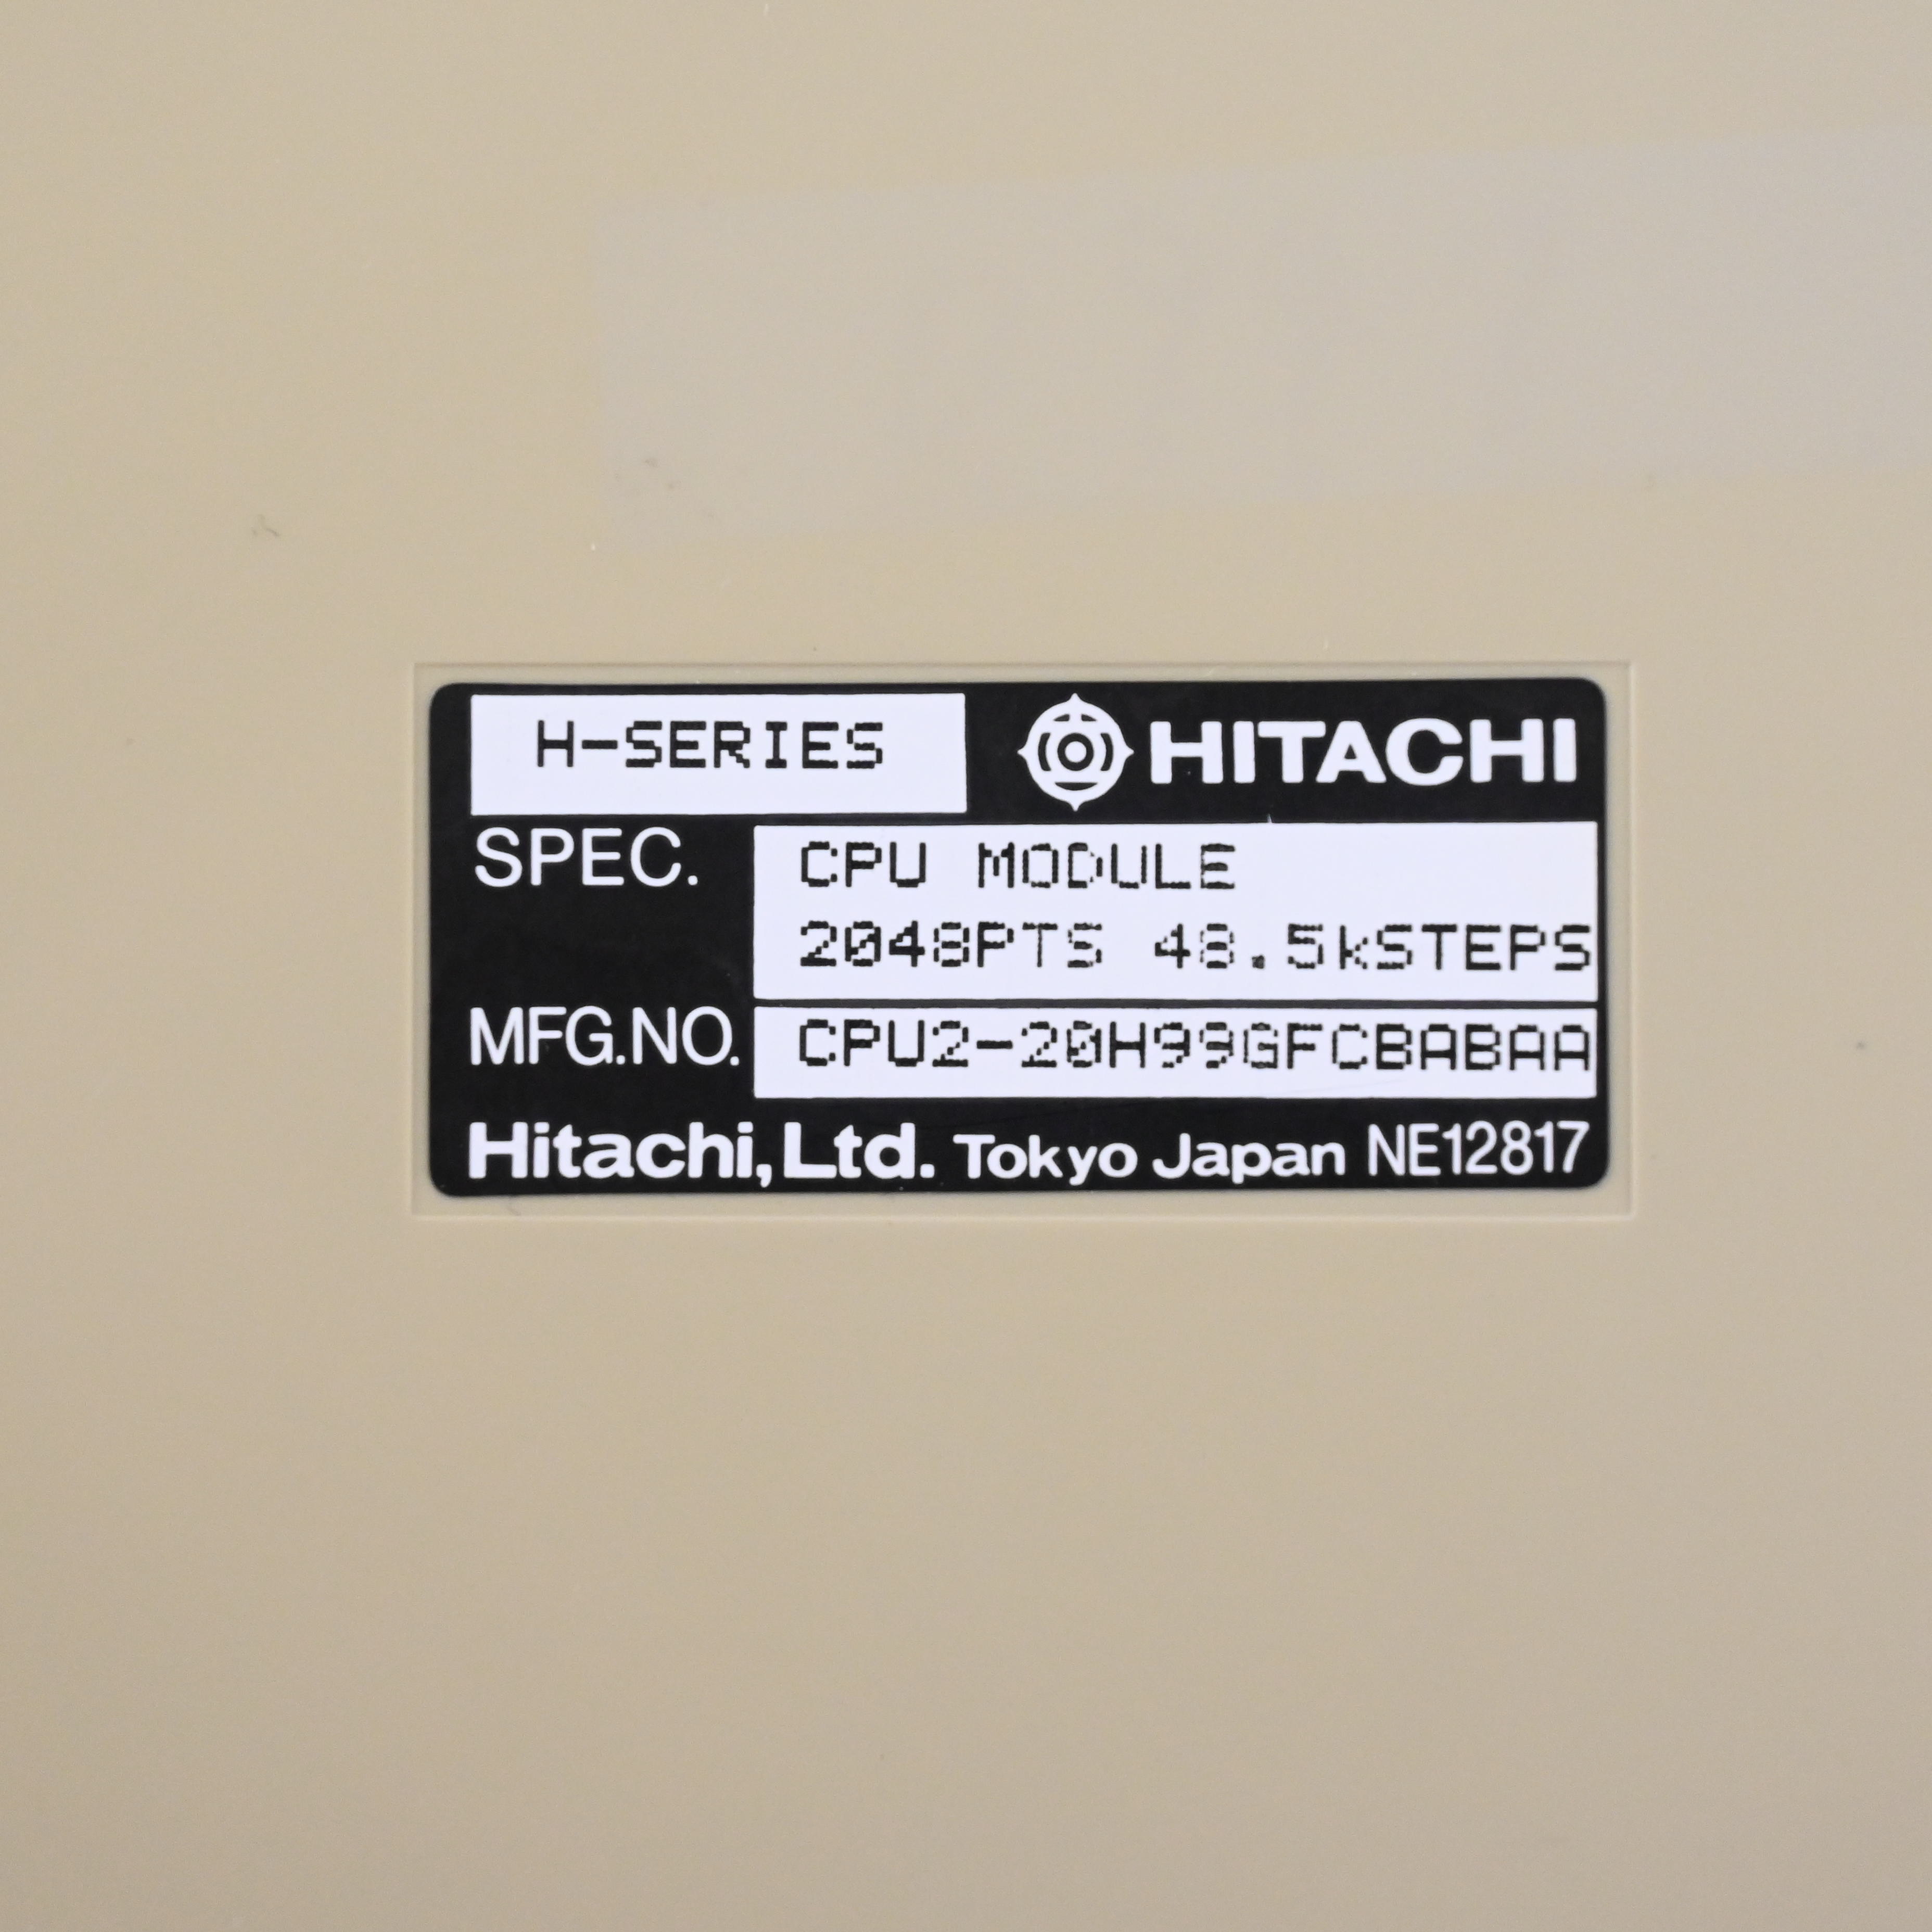 H-SERIES HITACHI
SPEC. CPU MODULE
2048PTS 48.5kSTEPS
MFG.NO. CPU2-20H99GFCBABAA
Hitachi,Ltd. Tokyo Japan NE12817